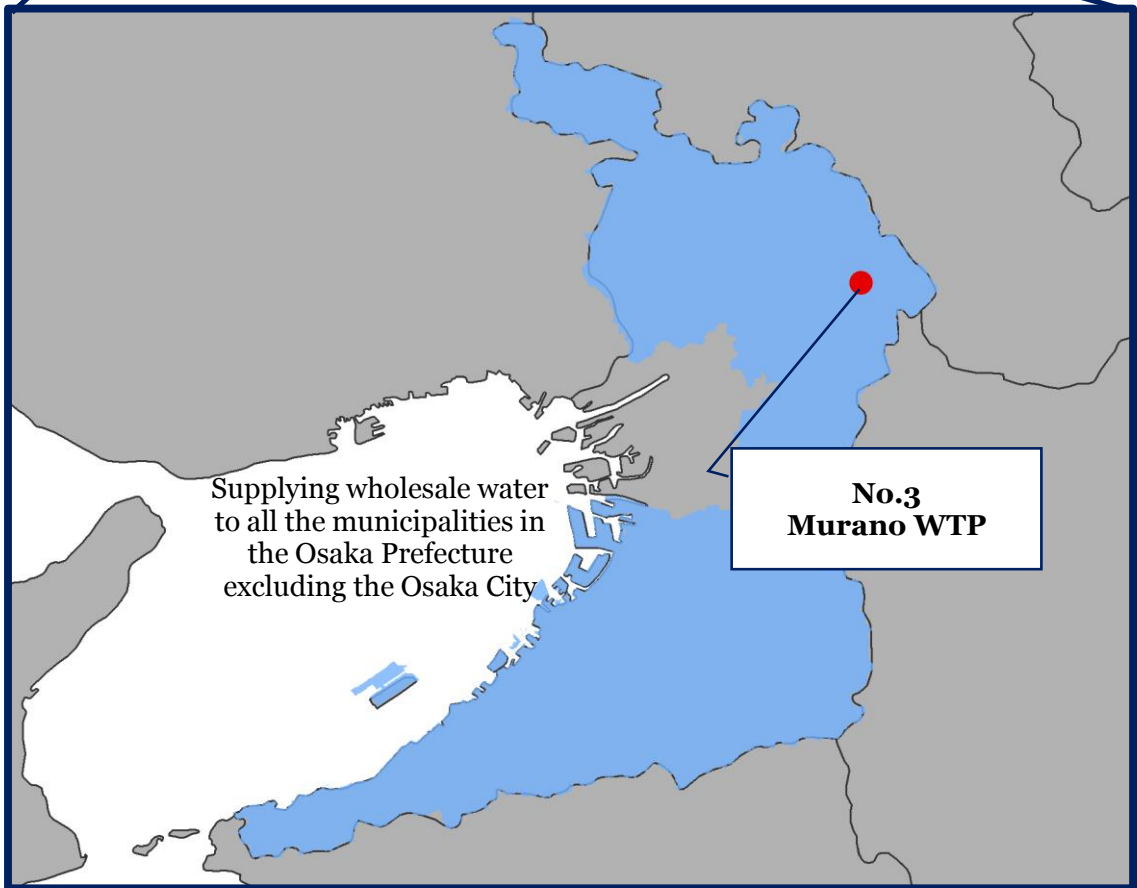 Supplying wholesale water
to all the municipalities in
the Osaka Prefecture
excluding the Osaka City
No.3
Murano WTP